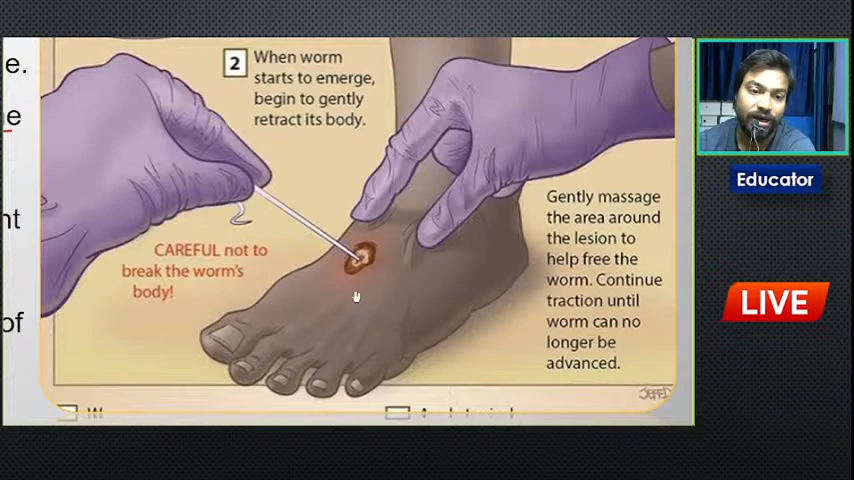 e.
e
nt
of
2
When worm
starts to emerge,
begin to gently
retract its body.
CAREFUL not to
break the worm's
body!
Gently massage
the area around
the lesion to
help free the
worm. Continue
traction until
worm can no
longer be
advanced.
Educator
LIVE